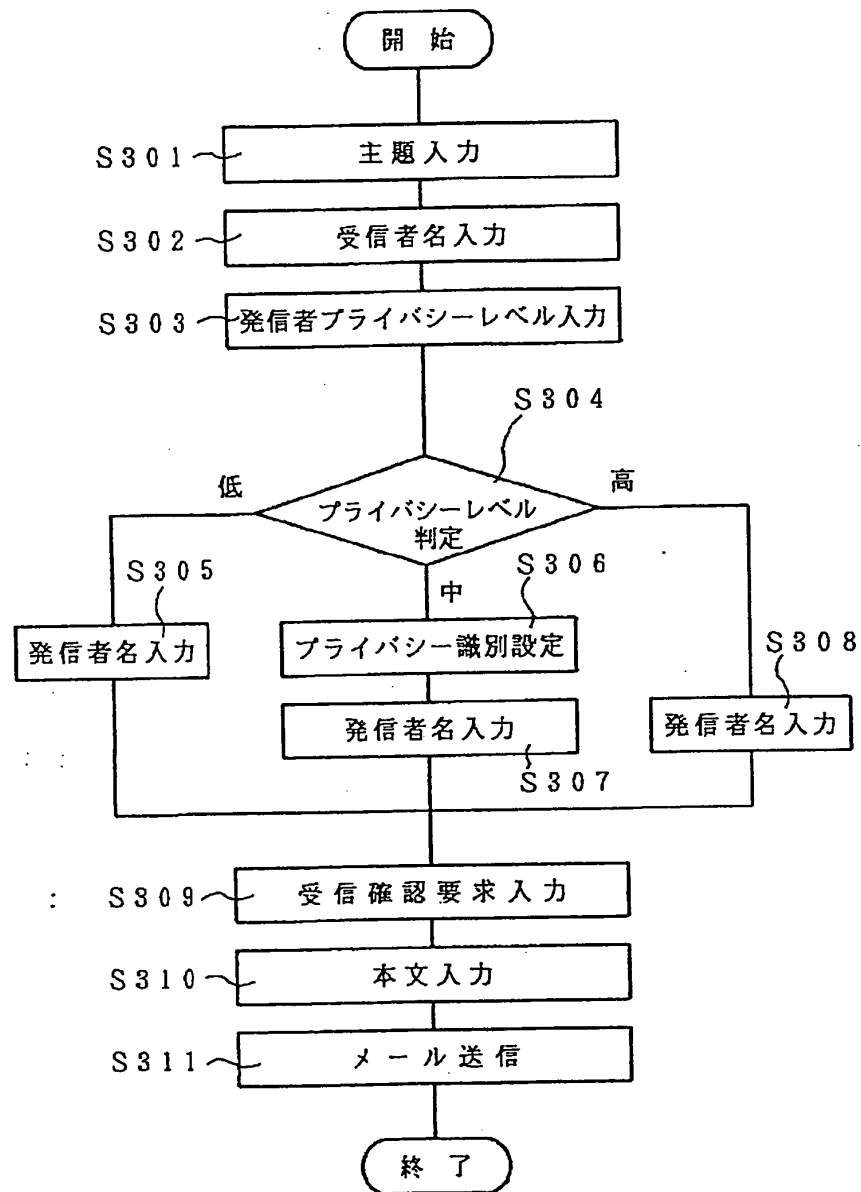 開始
S301 主題入力
S302 受信者名入力
S303 発信者プライバシーレベル入力
S304
低
高
プライバシーレベル
判定
中
S305
S306
発信者名入力
プライバシー識別設定
S308
発信者名入力
発信者名入力
S307
S309 受信確認要求入力
S310 本文入力
S311 メール送信
終了